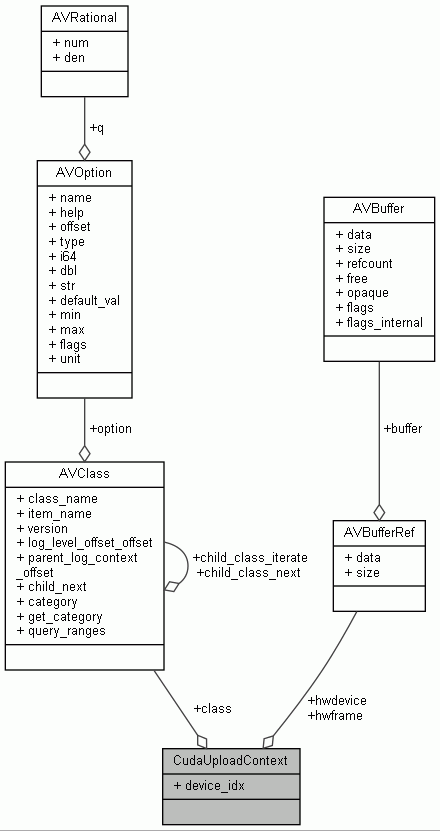 AVRational
+ num
+ den
+q
AVOption
+ name
+ help
+ offset
+ type
+ i64
+ dbl
+ str
+ default_val
+ min
+ max
+ flags
+ unit
AVBuffer
+ data
+ size
+ refcount
+ free
+ opaque
+ flags
+ flags_internal
+option
+buffer
AVClass
+ class_name
+ item_name
+ version
+ log_level_offset_offset
+ parent_log_context
_offset
+ child_next
+ category
+ get_category
+ query_ranges
+child_class_iterate
+child_class_next
AVBufferRef
+ data
+ size
+class
+hwdevice
+hwframe
CudaUploadContext
+ device_idx